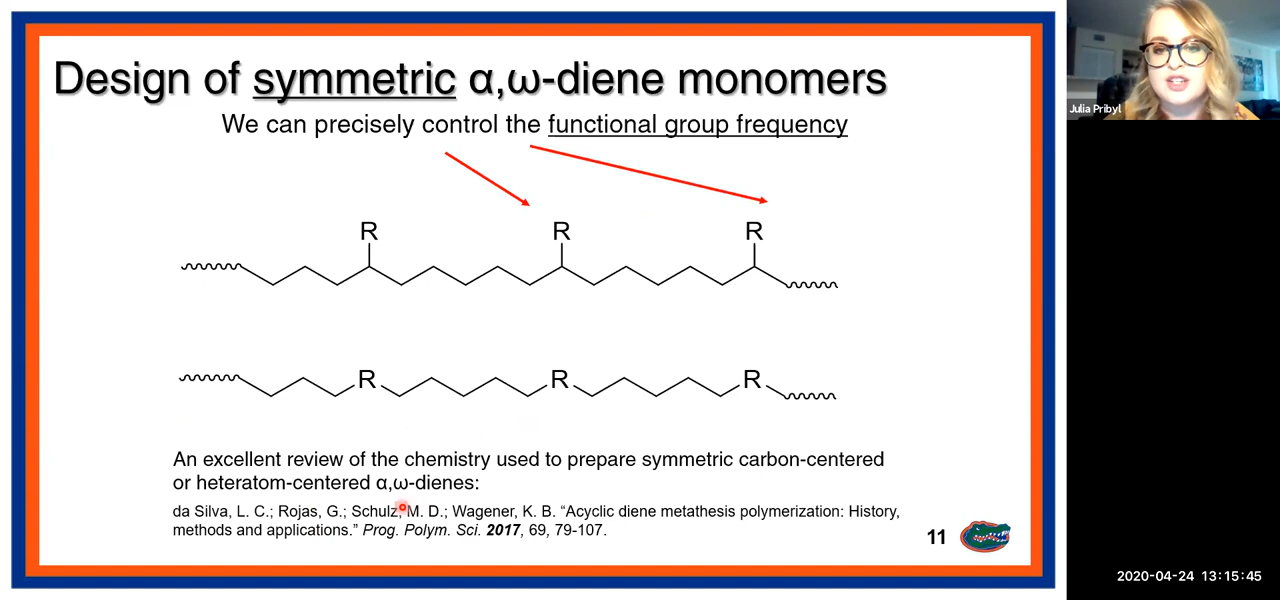 Design of symmetric α,ω-diene monomers
We can precisely control the functional group frequency
Julia Pribyl
R R R
R R R
An excellent review of the chemistry used to prepare symmetric carbon-centered
or heteratom-centered α,ω-dienes:
da Silva, L. C.; Rojas, G.; Schulz, M. D.; Wagener, K. B. “Acyclic diene metathesis polymerization: History,
methods and applications.” Prog. Polym. Sci. 2017, 69, 79-107.
11
2020-04-24 13:15:45